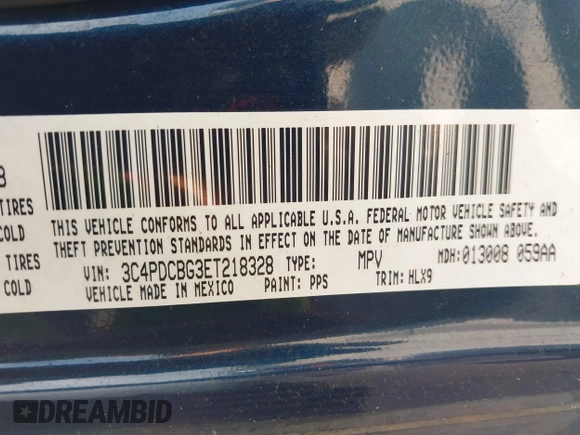 3
TIRES
COLD
TIRES
COLD
THIS VEHICLE CONFORMS TO ALL APPLICABLE U.S.A. FEDERAL MOTOR VEHICLE SAFETY AND
THEFT PREVENTION STANDARDS IN EFFECT ON THE DATE OF MANUFACTURE SHOWN ABOVE.
VIN: 3C4PDCBG3ET218328 TYPE: MPV MDH:013008 059AA
VEHICLE MADE IN MEXICO PAINT: PPS TRIM: HLX9
DREAMBID